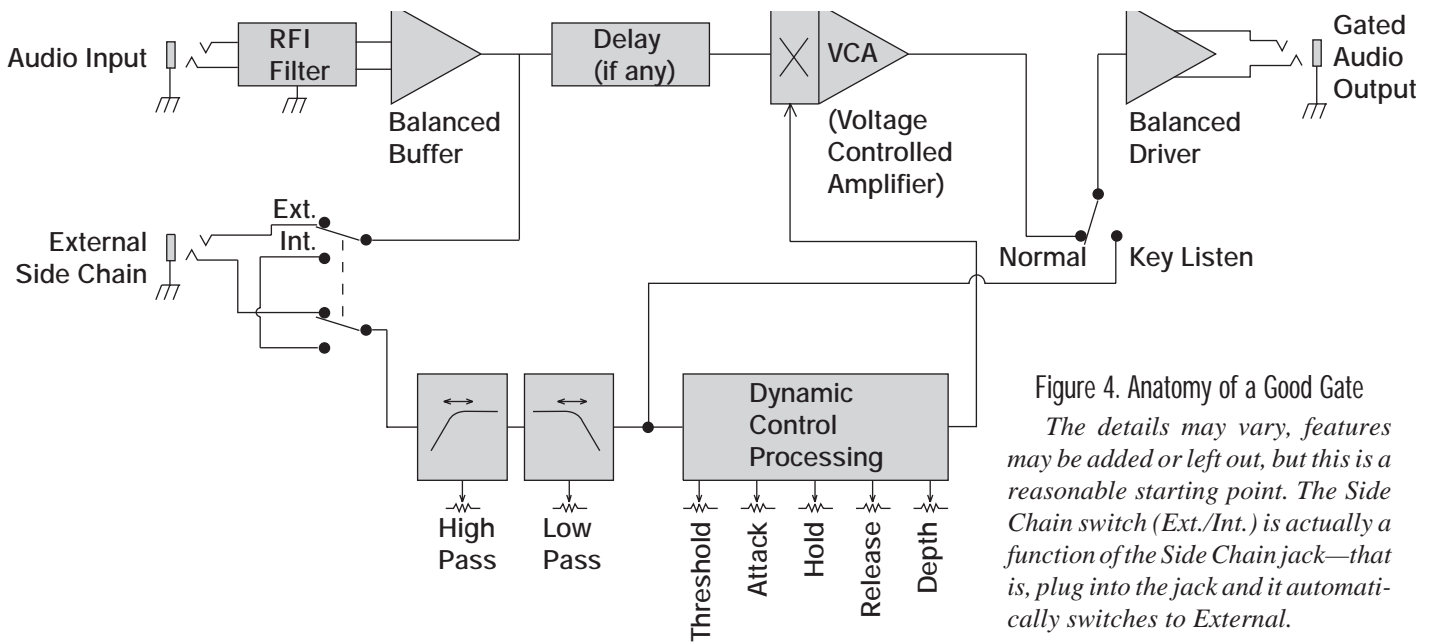 Audio Input
RFI
Filter
Balanced
Buffer
Delay
(if any)
VCA
(Voltage
Controlled
Amplifier)
Balanced
Driver
Gated
Audio
Output
External
Side Chain
Ext.
Int.
Normal
Key Listen
High
Pass
Low
Pass
Dynamic
Control
Processing
Threshold
Attack
Hold
Release
Depth
Figure 4. Anatomy of a Good Gate
The details may vary, features
may be added or left out, but this is a
reasonable starting point. The Side
Chain switch (Ext./Int.) is actually a
function of the Side Chain jack—that
is, plug into the jack and it automati-
cally switches to External.